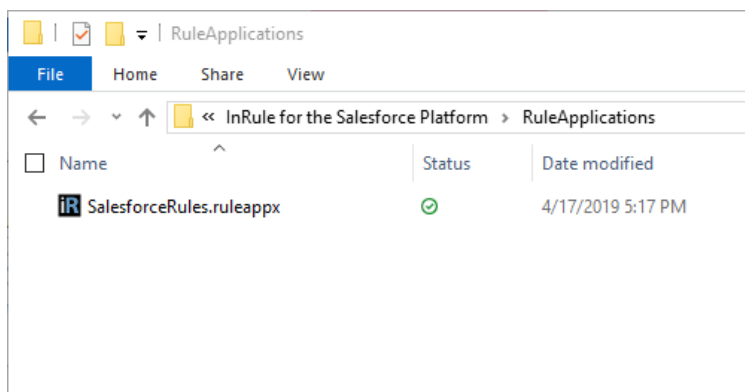 RuleApplications
File Home Share View
« InRule for the Salesforce Platform › RuleApplications
Name Status Date modified
iR SalesforceRules.ruleappx 4/17/2019 5:17 PM